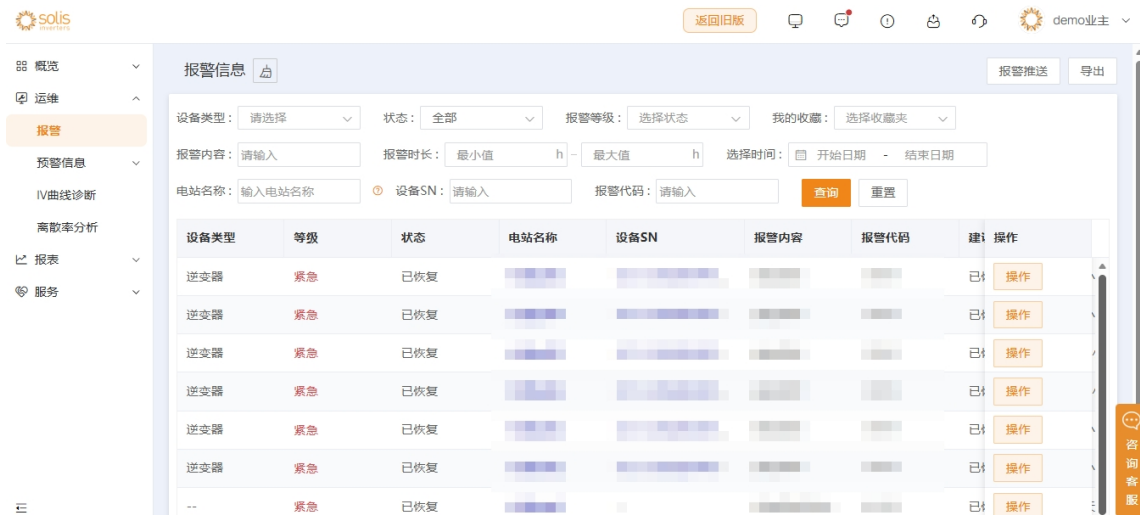 solis
inverters
返回旧版
demo业主
概览
运维
报警
预警信息
IV曲线诊断
离散率分析
报表
服务
报警信息
报警推送 导出
设备类型： 请选择 状态： 全部 报警等级： 选择状态 我的收藏： 选择收藏夹
报警内容： 请输入 报警时长： 最小值 h - 最大值 h 选择时间： 开始日期 - 结束日期
电站名称： 输入电站名称 设备SN： 请输入 报警代码： 请输入 查询 重置
设备类型 等级 状态 电站名称 设备SN 报警内容 报警代码 操作
逆变器 紧急 已恢复 操作
逆变器 紧急 已恢复 操作
逆变器 紧急 已恢复 操作
逆变器 紧急 已恢复 操作
逆变器 紧急 已恢复 操作
逆变器 紧急 已恢复 操作
-- 紧急 已恢复 操作
咨询客服